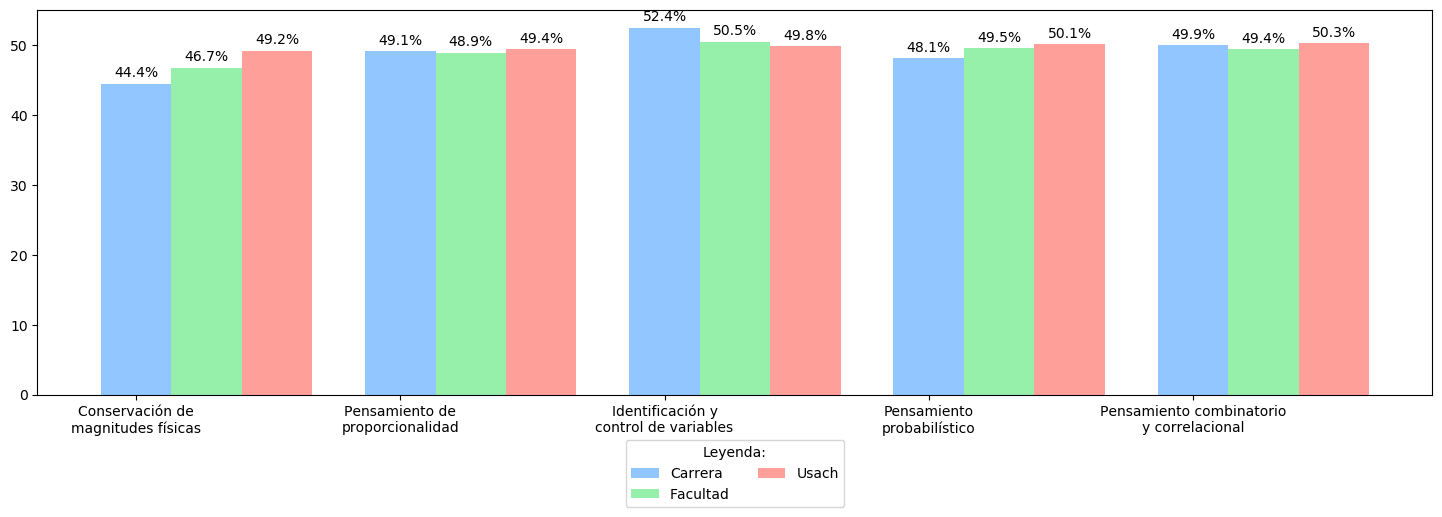 52.4%
50.5%
49.2%
49.1%
48.9%
49.4%
49.8%
49.5%
50.1%
49.9%
49.4%
50.3%
46.7%
48.1%
44.4%
50
40
30
20
10
0
Conservación de
magnitudes físicas
Pensamiento de
proporcionalidad
Identificación y
control de variables
Pensamiento
probabilístico
Pensamiento combinatorio
y correlacional
Leyenda:
Carrera
Facultad
Usach